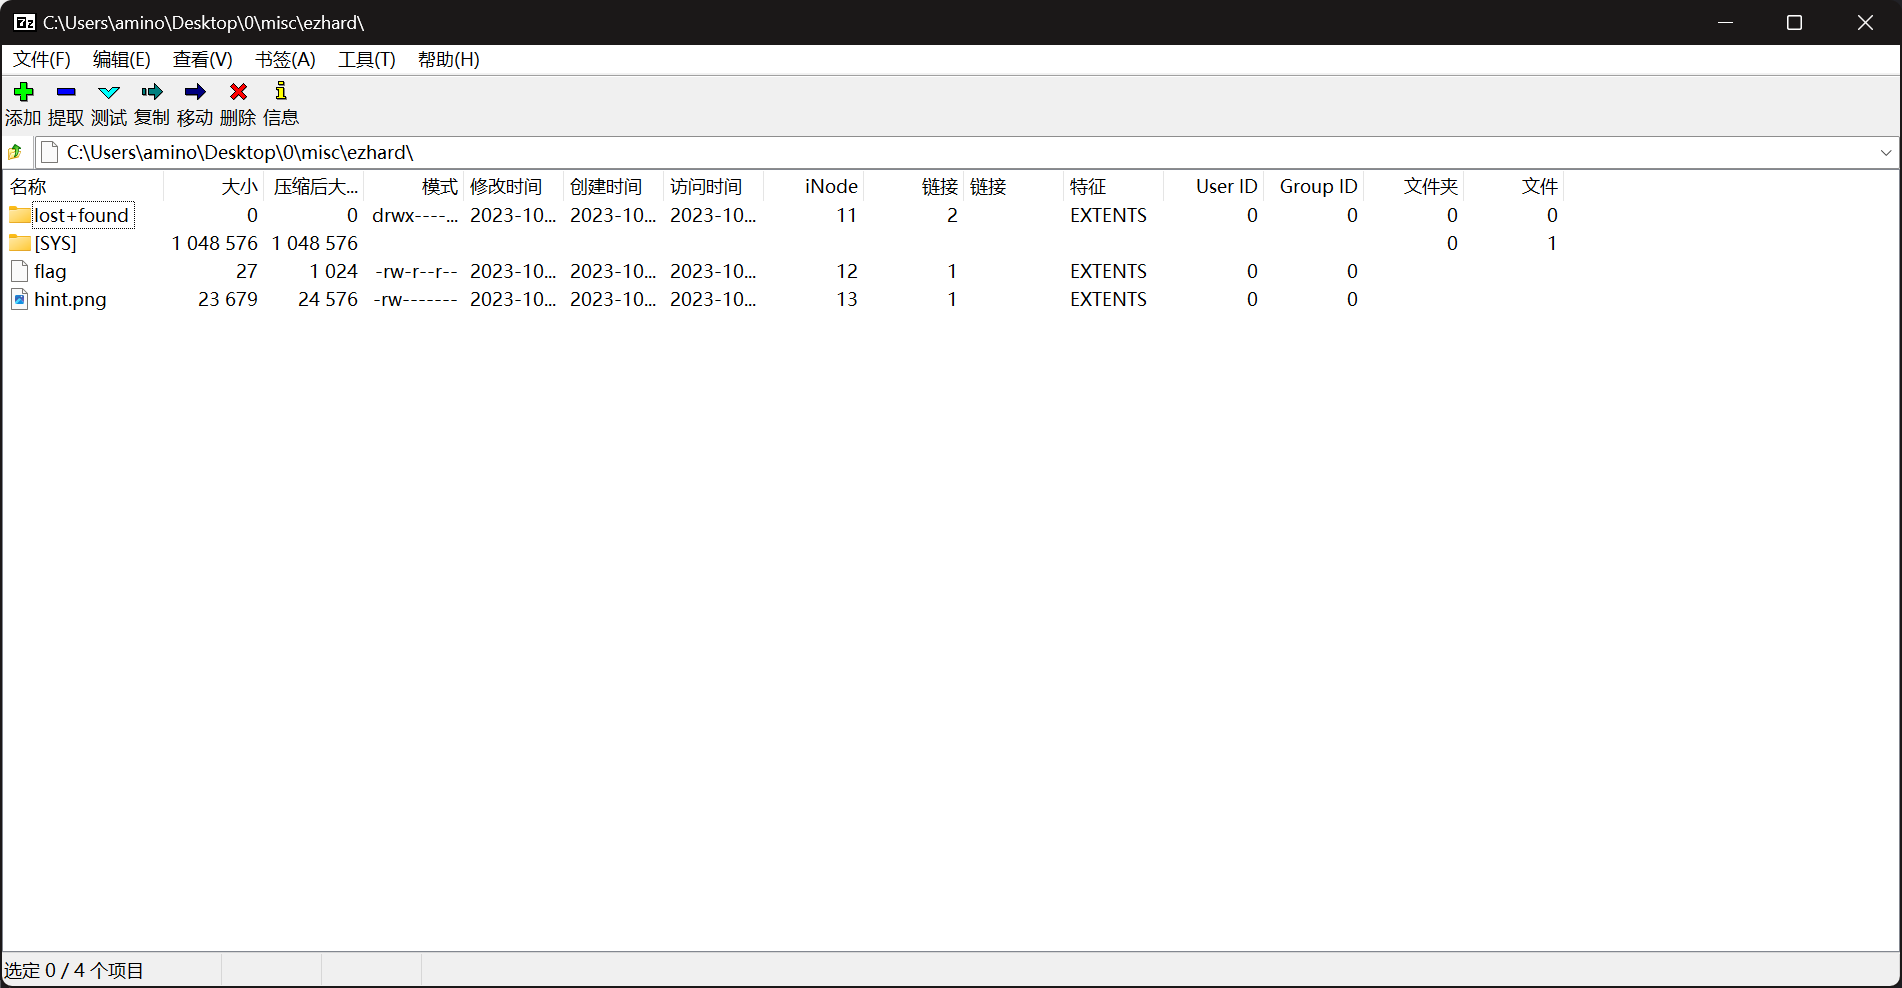 C:\Users\amino\Desktop\0\misc\ezhard\
文件(F) 编辑(E) 查看(V) 书签(A) 工具(T) 帮助(H)
添加 提取 测试 复制 移动 删除 信息
C:\Users\amino\Desktop\0\misc\ezhard\
名称 大小 压缩后大... 模式 修改时间 创建时间 访问时间 iNode 链接 链接 特征 User ID Group ID 文件夹 文件
lost+found 0 0 drwx----... 2023-10... 2023-10... 2023-10... 11 2 EXTENTS 0 0 0 0
[SYS] 1 048 576 1 048 576 0 1
flag 27 1 024 -rw-r--r-- 2023-10... 2023-10... 2023-10... 12 1 EXTENTS 0 0
hint.png 23 679 24 576 -rw------- 2023-10... 2023-10... 2023-10... 13 1 EXTENTS 0 0
选定 0 / 4 个项目